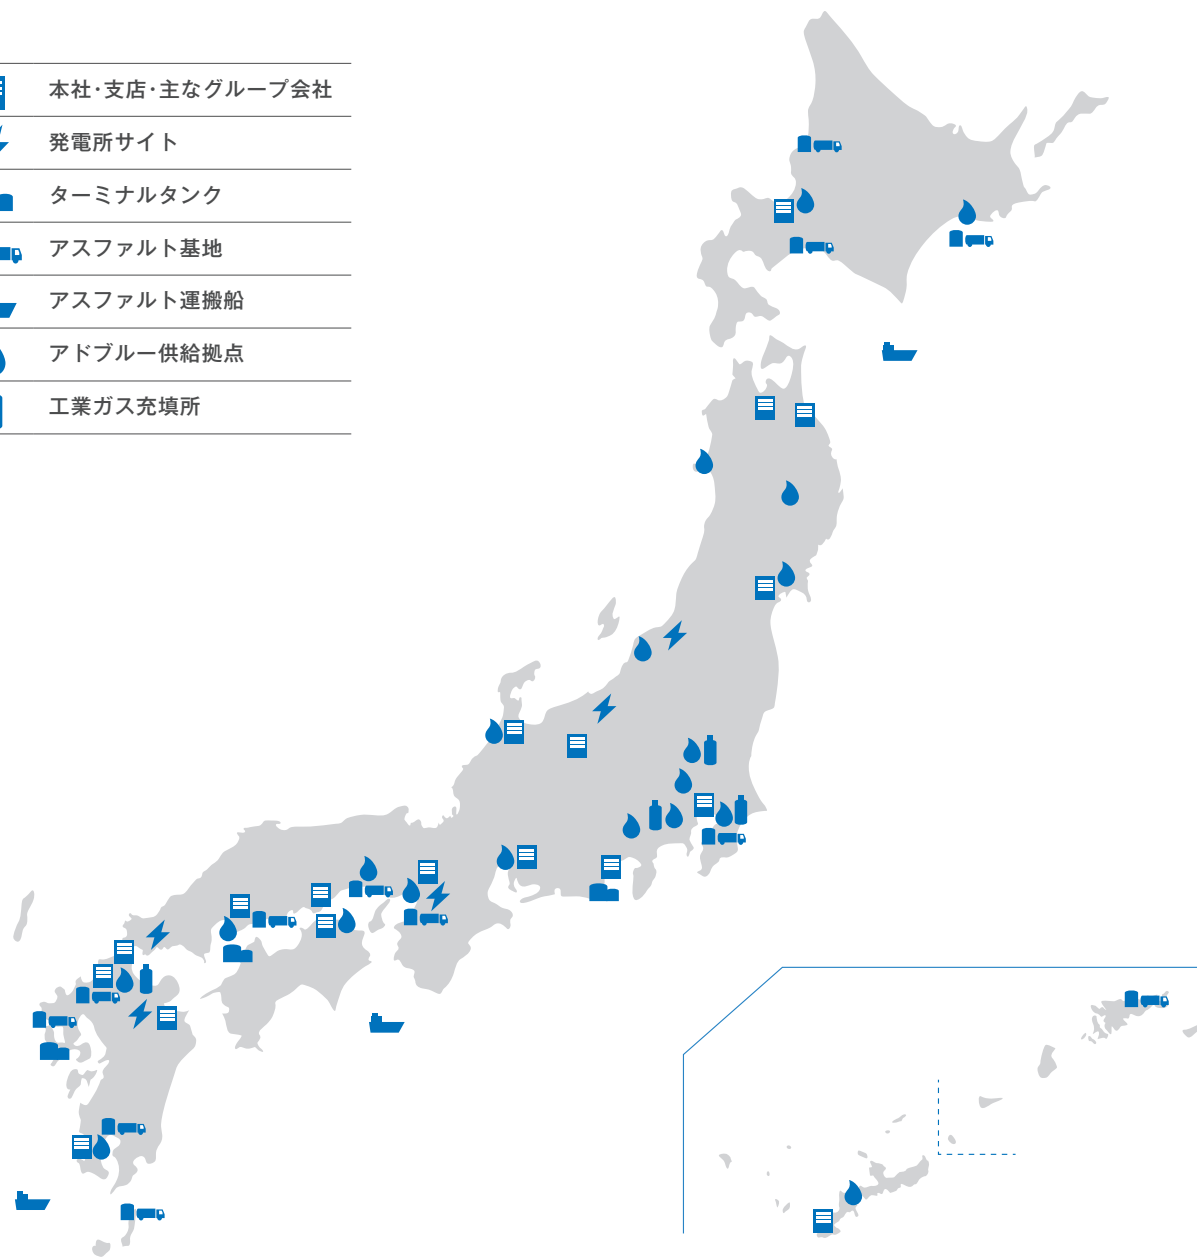 本社･支店･主なグループ会社
発電所サイト
ターミナルタンク
アスファルト基地
アスファルト運搬船
アドブルー供給拠点
工業ガス充填所